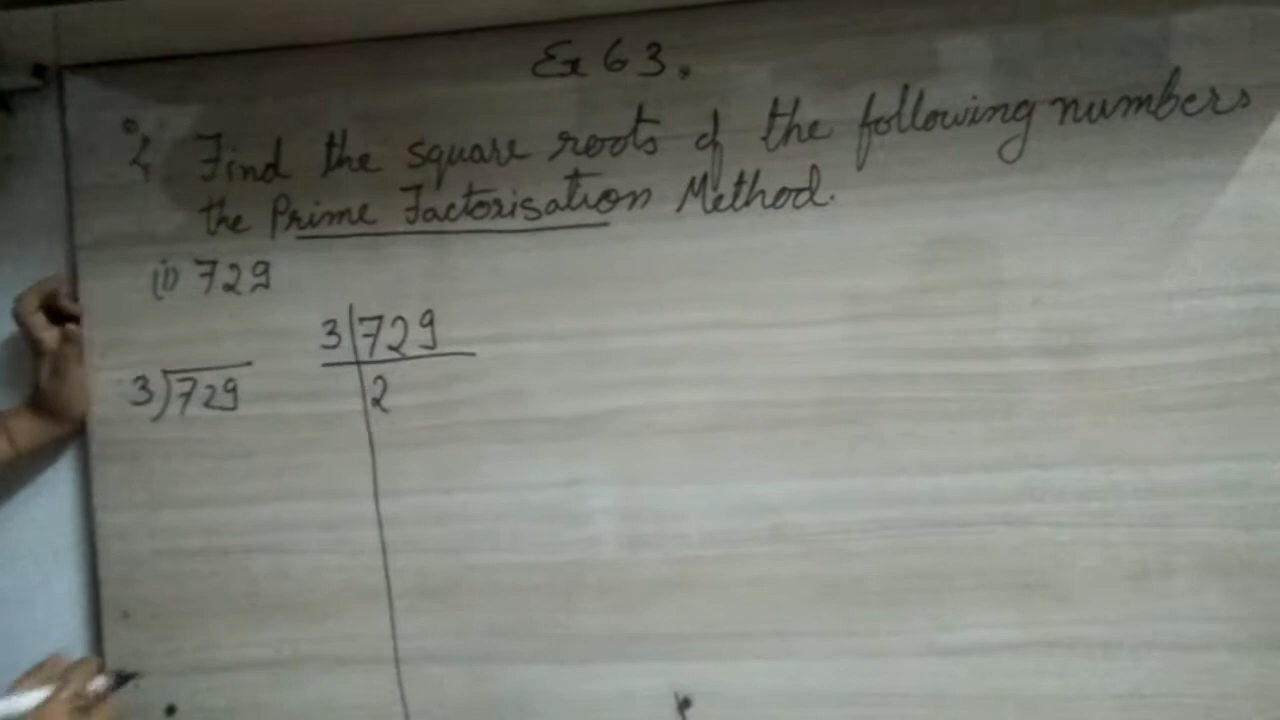 Ex 6 3.
Find the square roots of the following numbers
the Prime Factorisation Method.
(i) 729
3|729
3)729
2